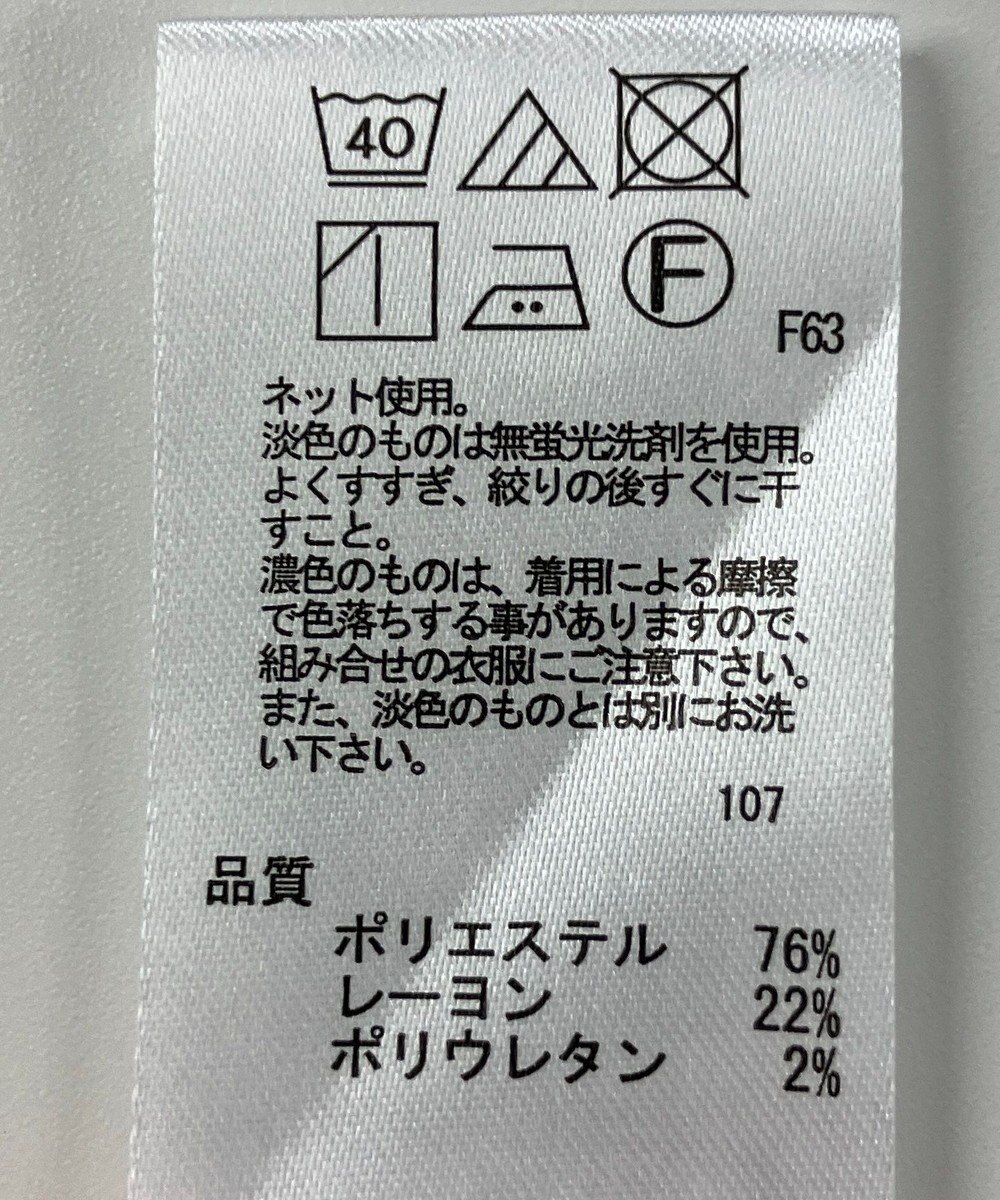 40
F
F63
ネット使用。
淡色のものは無蛍光洗剤を使用。
よくすすぎ、絞りの後すぐに干
すこと。
濃色のものは、着用による摩擦
で色落ちする事がありますので、
組み合せの衣服にご注意下さい。
また、淡色のものとは別にお洗
い下さい。
107
品質
ポリエステル 76%
レーヨン 22%
ポリウレタン 2%